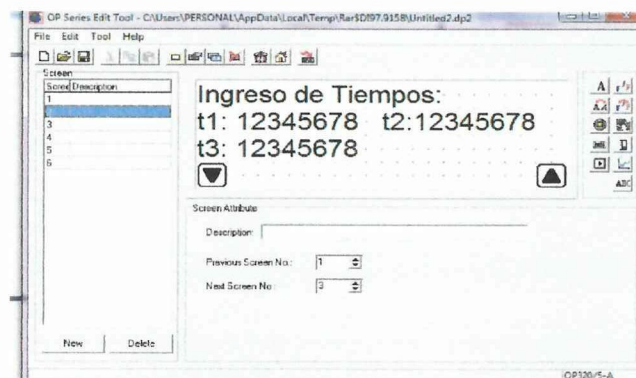 OP Series Edit Tool - C:\Users\PERSONAL\AppData\Local\Temp\Rar$DI97.9158\Untitled2.dp2
File Edit Tool Help
Screen
Screen Description
1
3
4
5
6
New Delete
Ingreso de Tiempos:
t1: 12345678 t2:12345678
t3: 12345678
Screen Attribute
Description:
Previous Screen No.: 1
Next Screen No.: 3
A
ABC
OP320/S-A